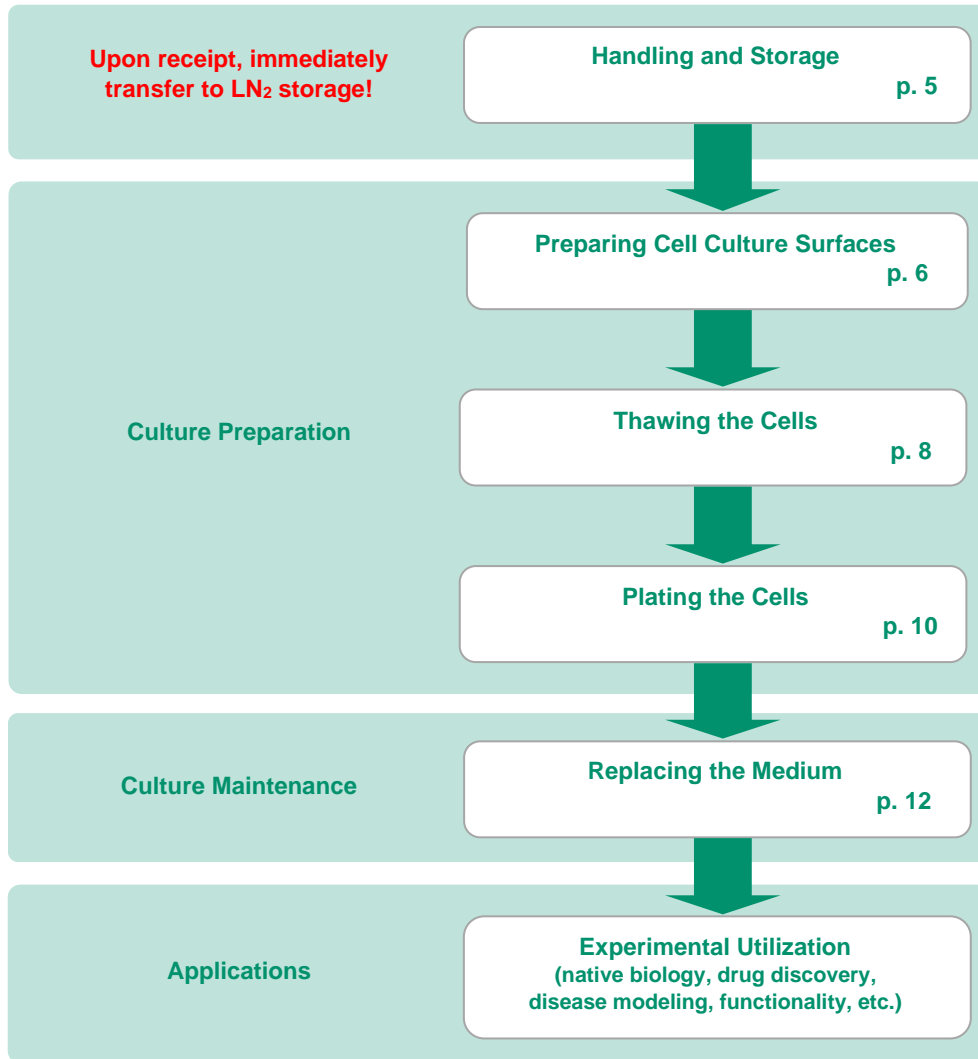 Upon receipt, immediately
transfer to LN₂ storage!
Handling and Storage
p. 5
Culture Preparation
Preparing Cell Culture Surfaces
p. 6
Thawing the Cells
p. 8
Plating the Cells
p. 10
Culture Maintenance
Replacing the Medium
p. 12
Applications
Experimental Utilization
(native biology, drug discovery,
disease modeling, functionality, etc.)